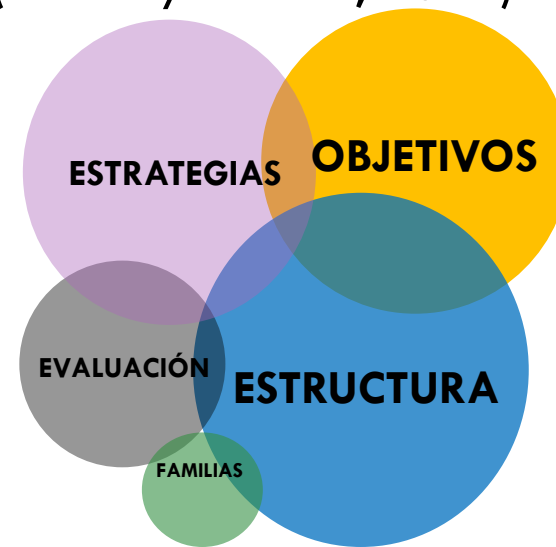 OBJETIVOS
ESTRATEGIAS
EVALUACIÓN
ESTRUCTURA
FAMILIAS